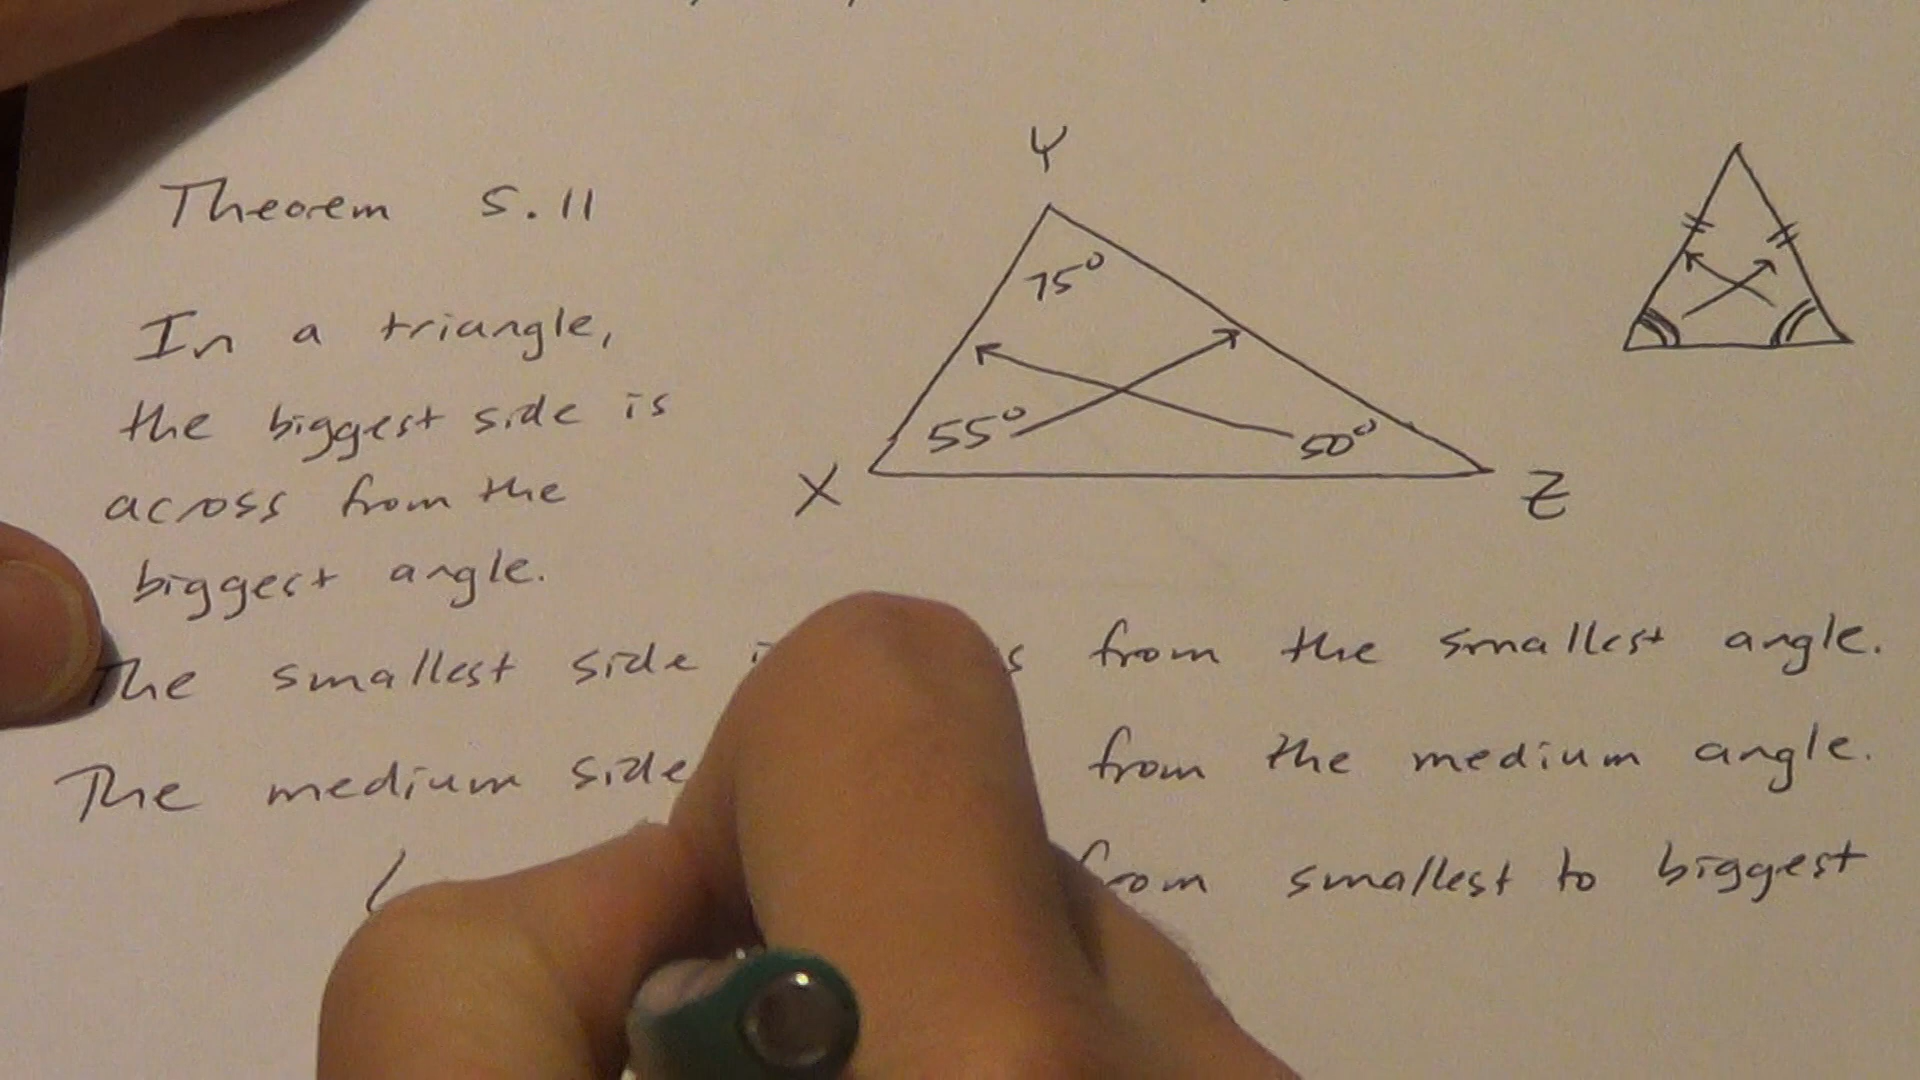 Theorem 5.11
In a triangle,
the biggest side is
across from the
biggest angle.
Y
75°
55°
50°
X
Z
The smallest side from the smallest angle.
The medium side from the medium angle.
from smallest to biggest